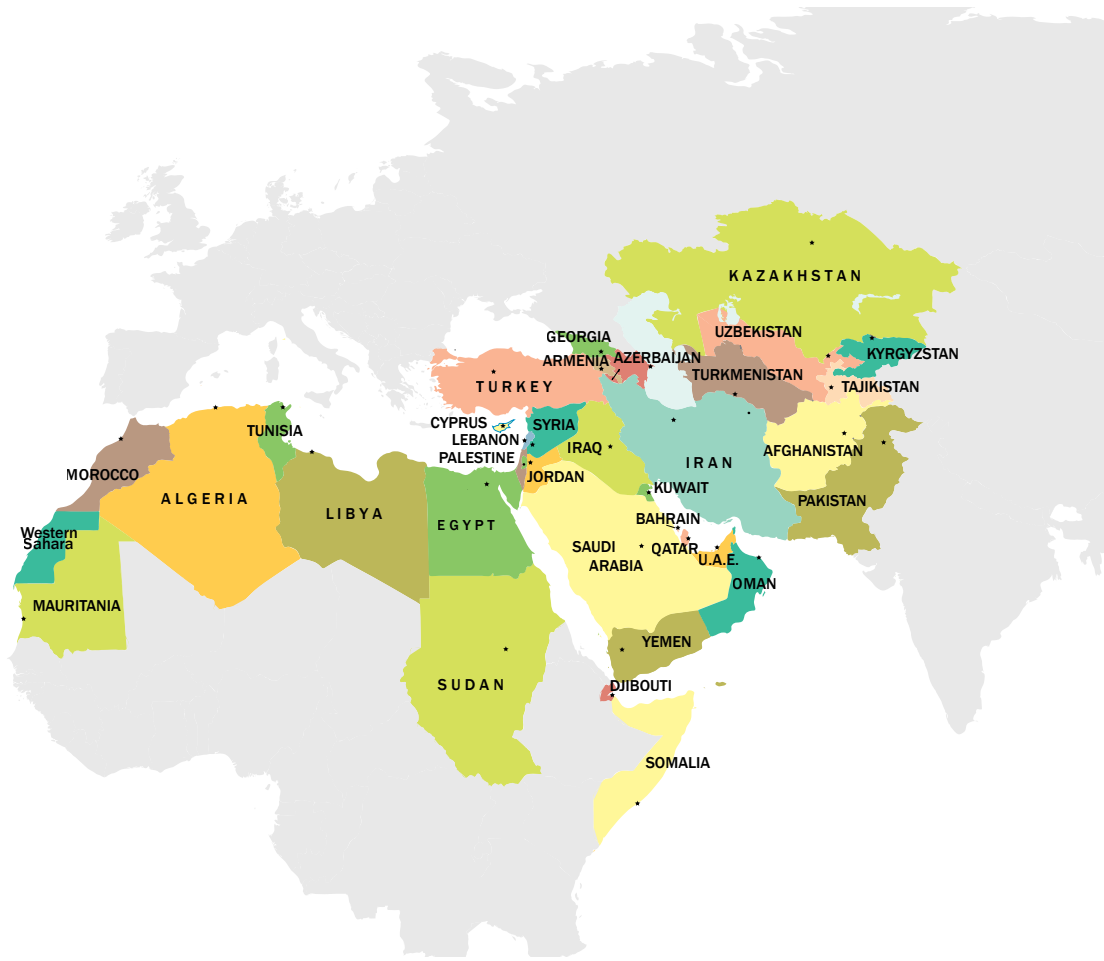 KAZAKHSTAN
UZBEKISTAN
GEORGIA
KYRGYZSTAN
ARMENIA
AZERBAIJAN
TURKMENISTAN
TURKEY
TAJIKISTAN
CYPRUS
SYRIA
TUNISIA
LEBANON
IRAQ
AFGHANISTAN
PALESTINE
IRAN
MOROCCO
JORDAN
KUWAIT
ALGERIA
PAKISTAN
LIBYA
BAHRAIN
EGYPT
Western
Sahara
SAUDI
ARABIA
QATAR
U.A.E.
OMAN
MAURITANIA
YEMEN
SUDAN
DJIBOUTI
SOMALIA